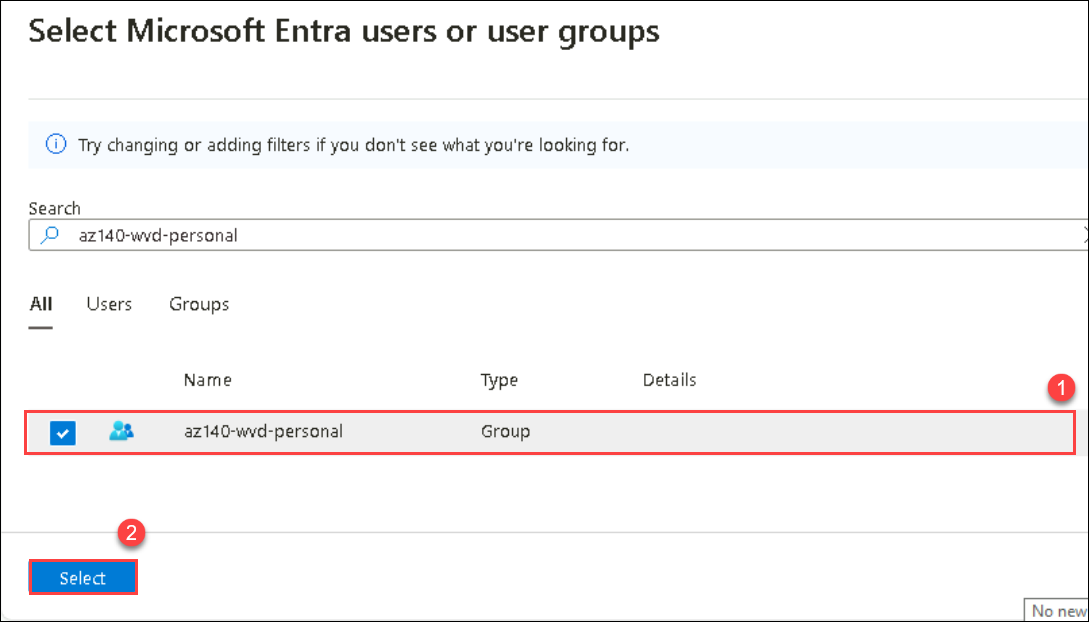 Select Microsoft Entra users or user groups
Try changing or adding filters if you don't see what you're looking for.
Search
az140-wvd-personal
All Users Groups
Name Type Details
1
az140-wvd-personal Group
2
Select
No new